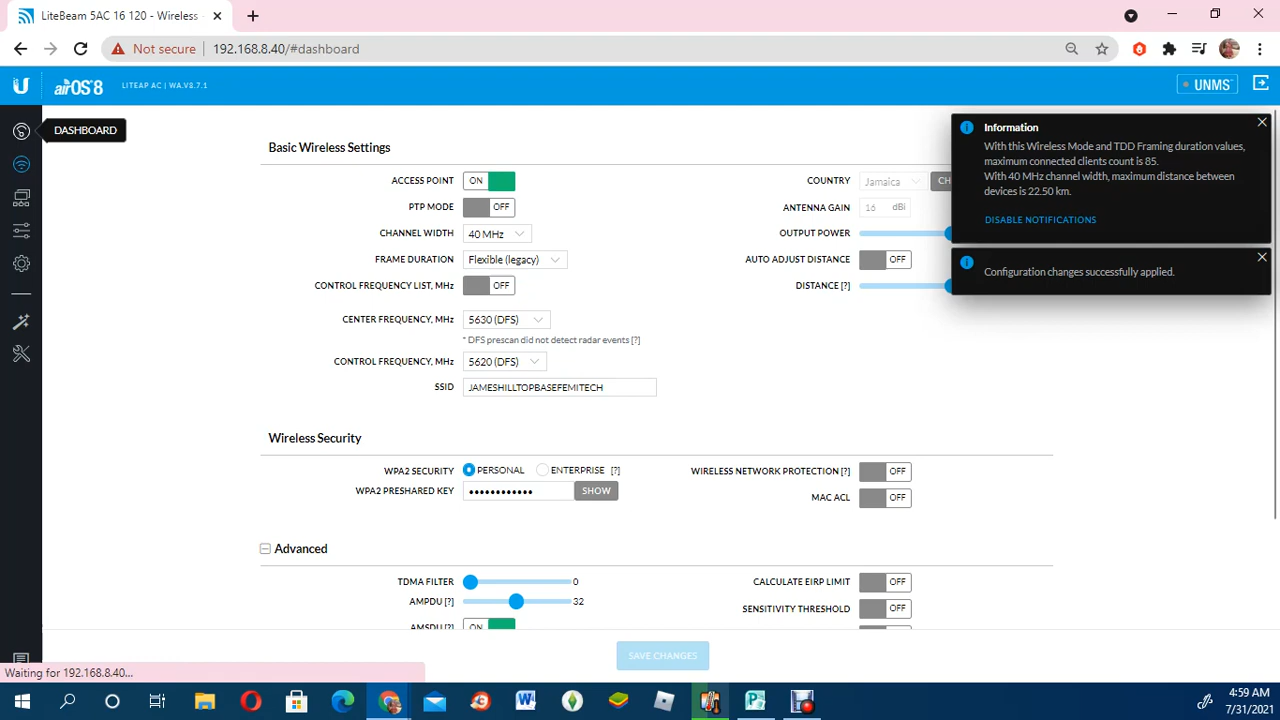 LiteBeam 5AC 16 120 - Wireless
Not secure 192.168.8.40/#dashboard
airOS 8 LITEAP AC | WA.V8.7.1
UNMS
DASHBOARD
Basic Wireless Settings
ACCESS POINT ON
PTP MODE OFF
CHANNEL WIDTH 40 MHz
FRAME DURATION Flexible (legacy)
CONTROL FREQUENCY LIST, MHz OFF
CENTER FREQUENCY, MHz 5630 (DFS)
* DFS prescan did not detect radar events [?]
CONTROL FREQUENCY, MHz 5620 (DFS)
SSID JAMESHILLTOPBASEFEMITECH
COUNTRY Jamaica CH
ANTENNA GAIN 16 dBi
OUTPUT POWER
AUTO ADJUST DISTANCE OFF
DISTANCE [?]
Information
With this Wireless Mode and TDD Framing duration values,
maximum connected clients count is 85.
With 40 MHz channel width, maximum distance between
devices is 22.50 km.
DISABLE NOTIFICATIONS
Configuration changes successfully applied.
Wireless Security
WPA2 SECURITY PERSONAL ENTERPRISE [?]
WPA2 PRESHARED KEY •••••••••••• SHOW
WIRELESS NETWORK PROTECTION [?] OFF
MAC ACL OFF
Advanced
TDMA FILTER 0
AMPDU [?] 32
AMSDU [?] ON
CALCULATE EIRP LIMIT OFF
SENSITIVITY THRESHOLD OFF
SAVE CHANGES
Waiting for 192.168.8.40...
4:59 AM
7/31/2021